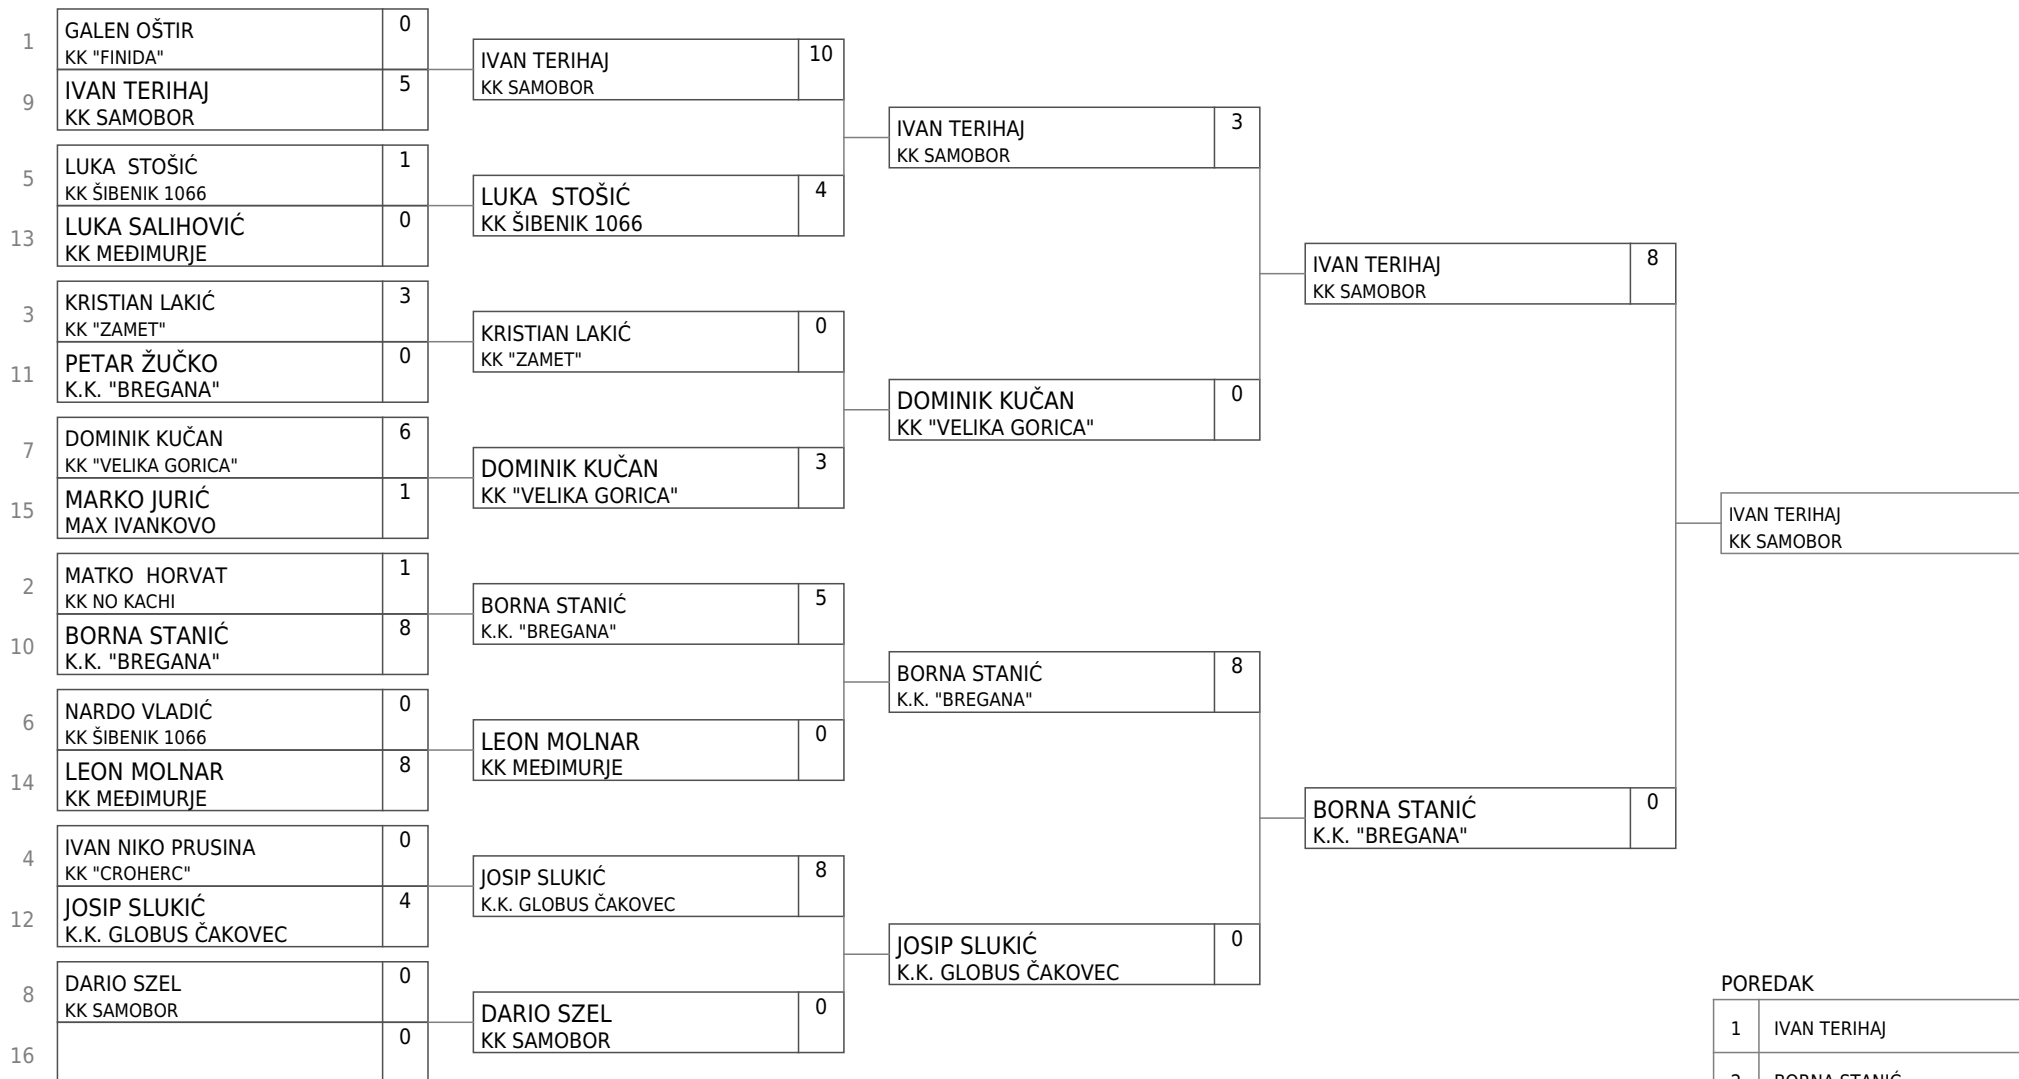 1
GALEN OŠTIR
0
KK "FINIDA"
9
IVAN TERIHAJ
5
KK SAMOBOR
5
LUKA  STOŠIĆ
1
KK ŠIBENIK 1066
13
LUKA SALIHOVIĆ
0
KK MEĐIMURJE
3
KRISTIAN LAKIĆ
3
KK "ZAMET"
11
PETAR ŽUČKO
0
K.K. "BREGANA"
7
DOMINIK KUČAN
6
KK "VELIKA GORICA"
15
MARKO JURIĆ
1
MAX IVANKOVO
2
MATKO  HORVAT
1
KK NO KACHI
10
BORNA STANIĆ
8
K.K. "BREGANA"
6
NARDO VLADIĆ
0
KK ŠIBENIK 1066
14
LEON MOLNAR
8
KK MEĐIMURJE
4
IVAN NIKO PRUSINA
0
KK "CROHERC"
12
JOSIP SLUKIĆ
4
K.K. GLOBUS ČAKOVEC
8
DARIO SZEL
0
KK SAMOBOR
16
0
IVAN TERIHAJ
10
KK SAMOBOR
LUKA  STOŠIĆ
4
KK ŠIBENIK 1066
KRISTIAN LAKIĆ
0
KK "ZAMET"
DOMINIK KUČAN
3
KK "VELIKA GORICA"
BORNA STANIĆ
5
K.K. "BREGANA"
LEON MOLNAR
0
KK MEĐIMURJE
JOSIP SLUKIĆ
8
K.K. GLOBUS ČAKOVEC
DARIO SZEL
0
KK SAMOBOR
IVAN TERIHAJ
3
KK SAMOBOR
DOMINIK KUČAN
0
KK "VELIKA GORICA"
BORNA STANIĆ
8
K.K. "BREGANA"
JOSIP SLUKIĆ
0
K.K. GLOBUS ČAKOVEC
IVAN TERIHAJ
8
KK SAMOBOR
BORNA STANIĆ
0
K.K. "BREGANA"
IVAN TERIHAJ
KK SAMOBOR
POREDAK
1 IVAN TERIHAJ
2 BORNA STANIĆ